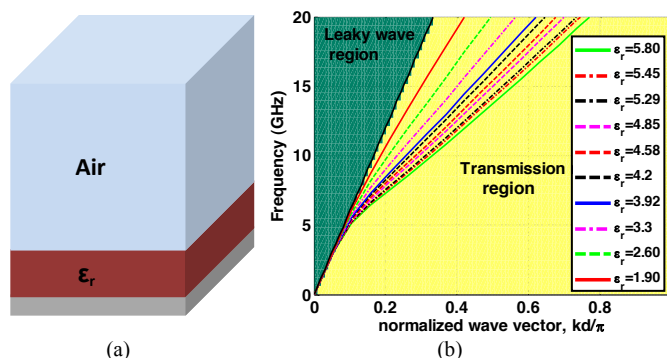 (a)
Air
εr
(b)
20
15
10
5
0
Frequency (GHz)
Leaky wave
region
Transmission
region
εr=5.80
εr=5.45
εr=5.29
εr=4.85
εr=4.58
εr=4.2
εr=3.92
εr=3.3
εr=2.60
εr=1.90
0 0.2 0.4 0.6 0.8
normalized wave vector, kd/π
(a)
(b)